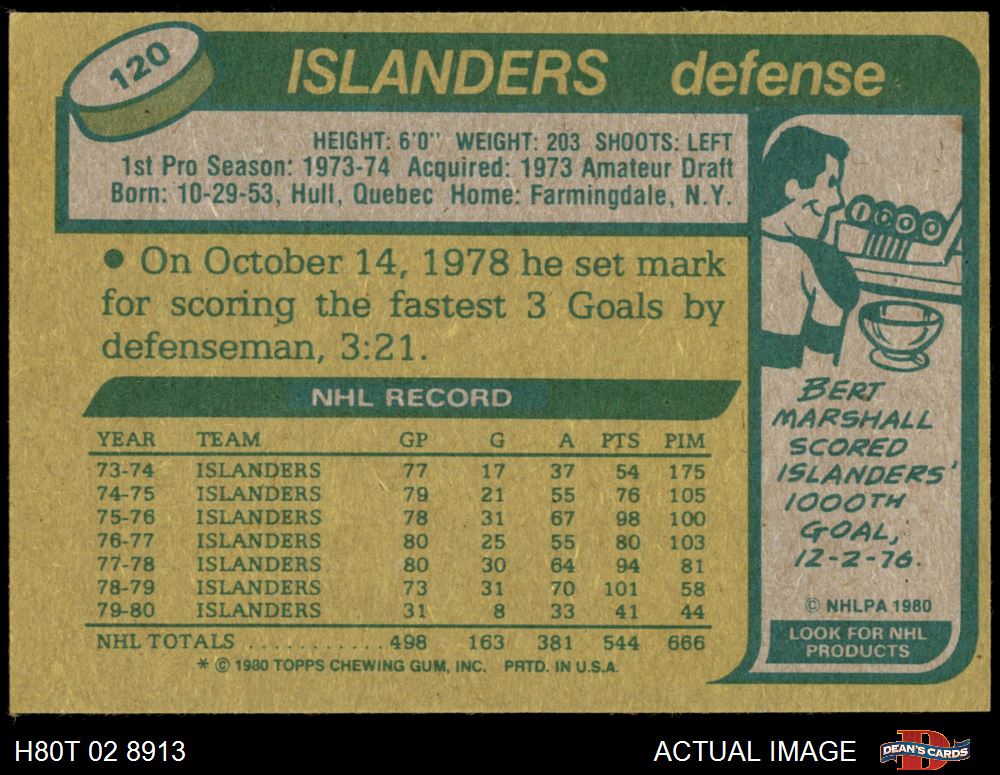 120
ISLANDERS defense
HEIGHT: 6'0" WEIGHT: 203 SHOOTS: LEFT
1st Pro Season: 1973-74 Acquired: 1973 Amateur Draft
Born: 10-29-53, Hull, Quebec Home: Farmingdale, N.Y.
● On October 14, 1978 he set mark
for scoring the fastest 3 Goals by
defenseman, 3:21.
NHL RECORD
YEAR TEAM GP G A PTS PIM
73-74 ISLANDERS 77 17 37 54 175
74-75 ISLANDERS 79 21 55 76 105
75-76 ISLANDERS 78 31 67 98 100
76-77 ISLANDERS 80 25 55 80 103
77-78 ISLANDERS 80 30 64 94 81
78-79 ISLANDERS 73 31 70 101 58
79-80 ISLANDERS 31 8 33 41 44
NHL TOTALS ........... 498 163 381 544 666
* © 1980 TOPPS CHEWING GUM, INC. PRTD. IN U.S.A.
1000
BERT
MARSHALL
SCORED
ISLANDERS'
1000TH
GOAL,
12-2-76.
© NHLPA 1980
LOOK FOR NHL
PRODUCTS
H80T 02 8913
ACTUAL IMAGE
D
DEAN'S CARDS